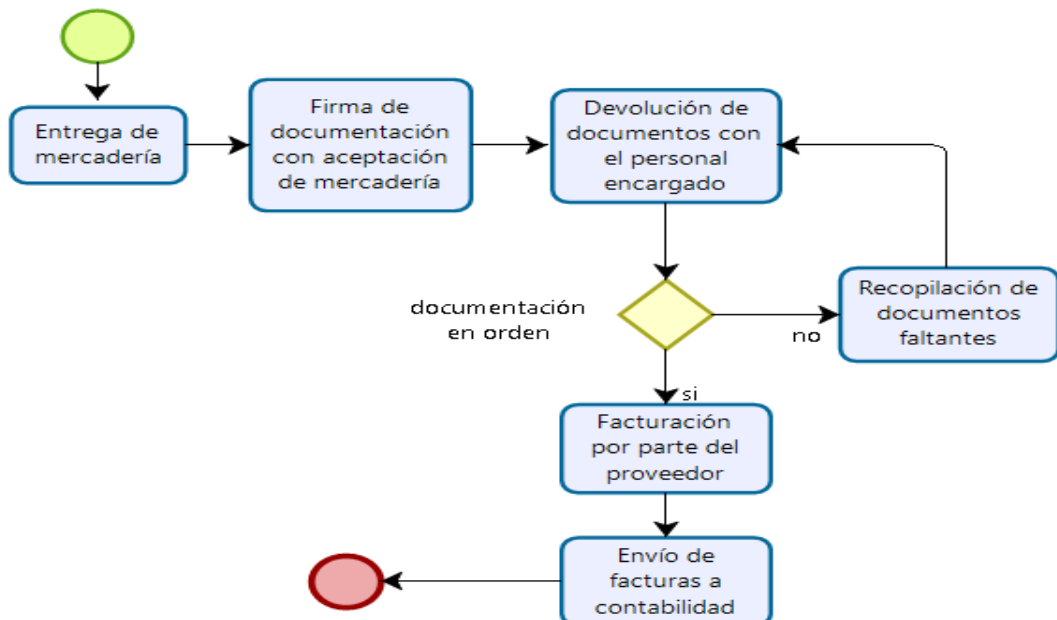 Entrega de
mercadería
Firma de
documentación
con aceptación
de mercadería
Devolución de
documentos con
el personal
encargado
documentación
en orden
no
Recopilación de
documentos
faltantes
si
Facturación
por parte del
proveedor
Envío de
facturas a
contabilidad